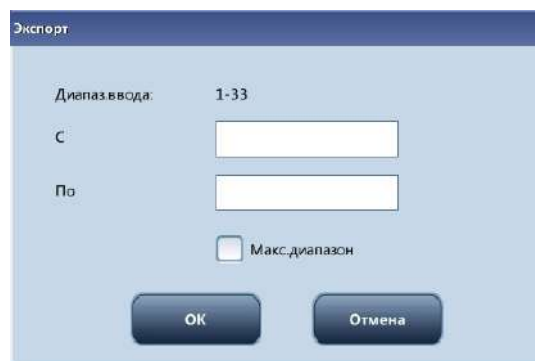 Экспорт
Диапаз.ввода: 1-33
С
По
Макс.диапазон
ОК Отмена